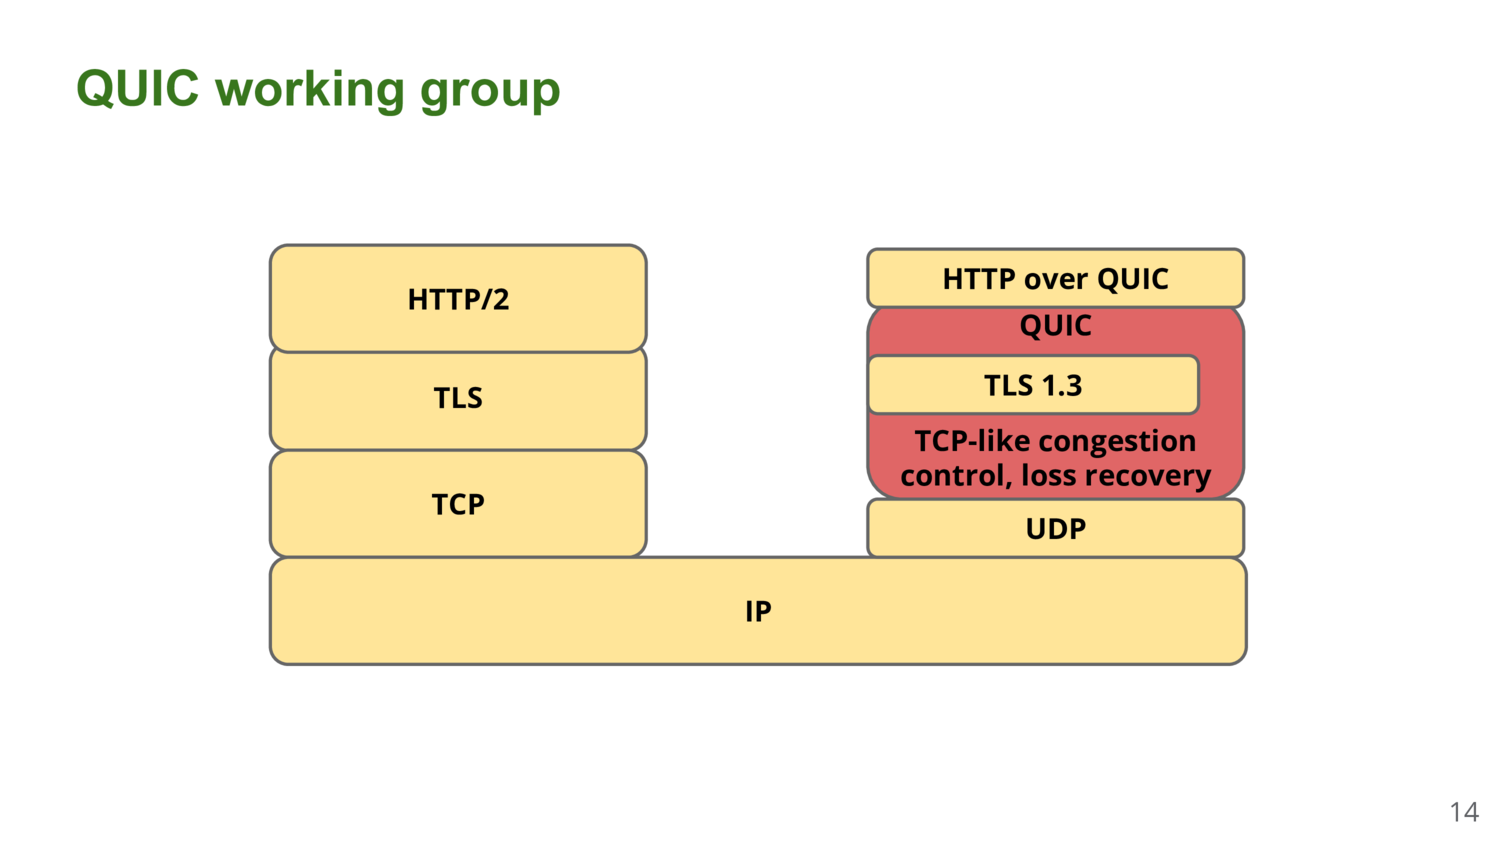 QUIC working group
HTTP/2
TLS
TCP
HTTP over QUIC
QUIC
TLS 1.3
TCP-like congestion
control, loss recovery
UDP
IP
14